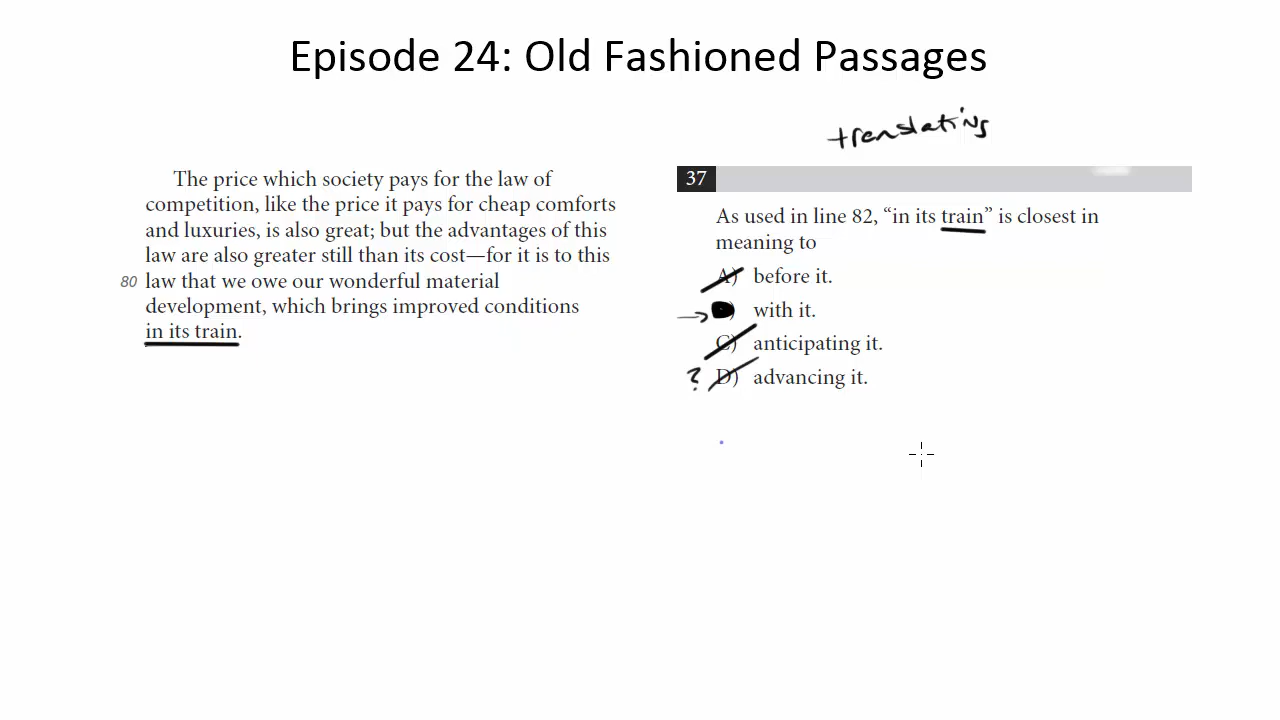 Episode 24: Old Fashioned Passages
translating
The price which society pays for the law of
competition, like the price it pays for cheap comforts
and luxuries, is also great; but the advantages of this
law are also greater still than its cost—for it is to this
80 law that we owe our wonderful material
development, which brings improved conditions
in its train.
37
As used in line 82, “in its train” is closest in
meaning to
A) before it.
) with it.
C) anticipating it.
? D) advancing it.